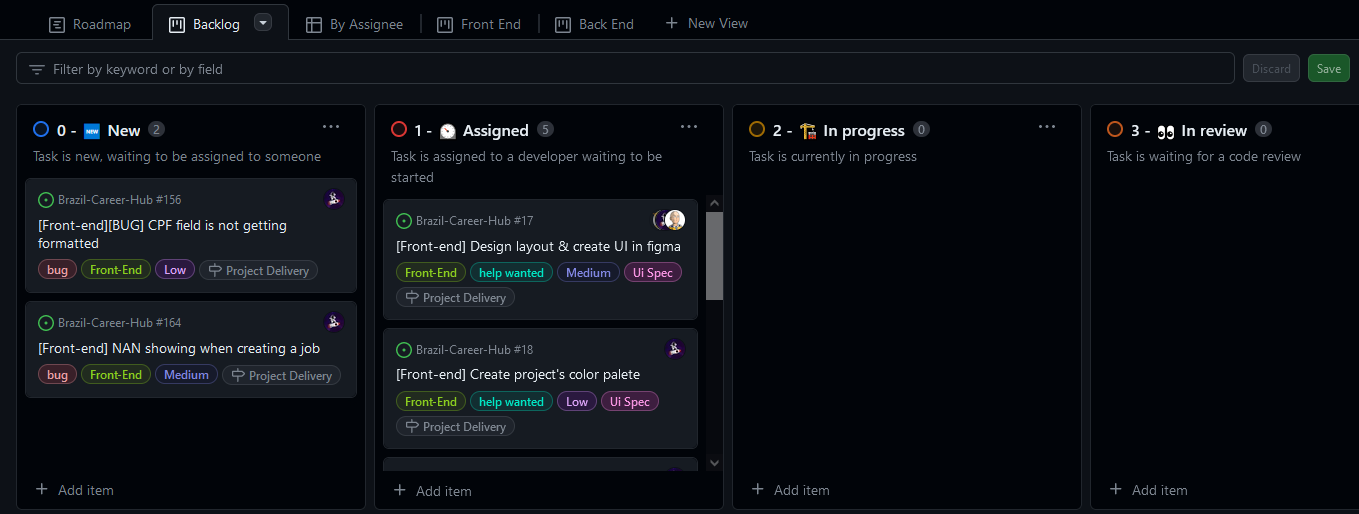 Roadmap
Backlog
By Assignee
Front End
Back End
New View
Filter by keyword or by field
Discard
Save
0 - NEW New 2
Task is new, waiting to be assigned to someone
Brazil-Career-Hub #156
[Front-end][BUG] CPF field is not getting
formatted
bug Front-End Low Project Delivery
Brazil-Career-Hub #164
[Front-end] NAN showing when creating a job
bug Front-End Medium Project Delivery
Add item
1 - Assigned 5
Task is assigned to a developer waiting to be
started
Brazil-Career-Hub #17
[Front-end] Design layout & create UI in figma
Front-End help wanted Medium Ui Spec
Project Delivery
Brazil-Career-Hub #18
[Front-end] Create project's color palete
Front-End help wanted Low Ui Spec
Project Delivery
Add item
2 - In progress 0
Task is currently in progress
Add item
3 - In review 0
Task is waiting for a code review
Add item